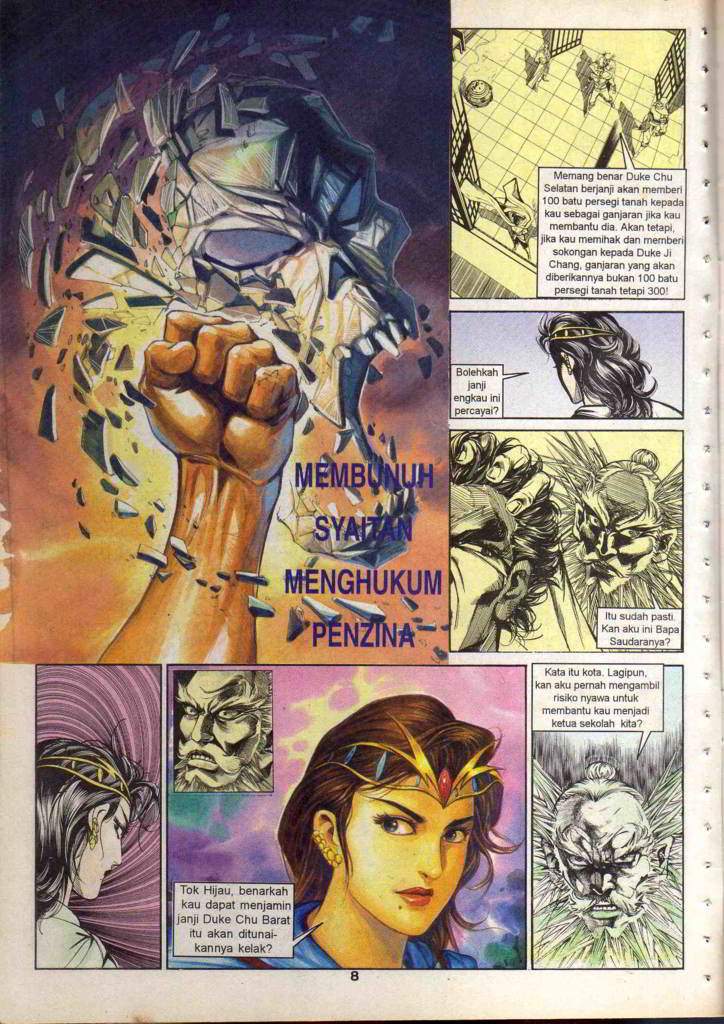 MEMBUNUH
SYAITAN
MENGHUKUM
PENZINA
Memang benar Duke Chu
Selatan berjanji akan memberi
100 batu persegi tanah kepada
kau sebagai ganjaran jika kau
membantu dia. Akan tetapi,
jika kau memihak dan memberi
sokongan kepada Duke Ji
Chang, ganjaran yang akan
diberikannya bukan 100 batu
persegi tanah tetapi 300!
Bolehkah
janji
engkau ini
percayai?
Itu sudah pasti.
Kan aku ini Bapa
Saudaranya?
Tok Hijau, benarkah
kau dapat menjamin
janji Duke Chu Barat
itu akan ditunai-
kannya kelak?
Kata itu kota. Lagipun,
kan aku pernah mengambil
risiko nyawa untuk
membantu kau menjadi
ketua sekolah kita?
8